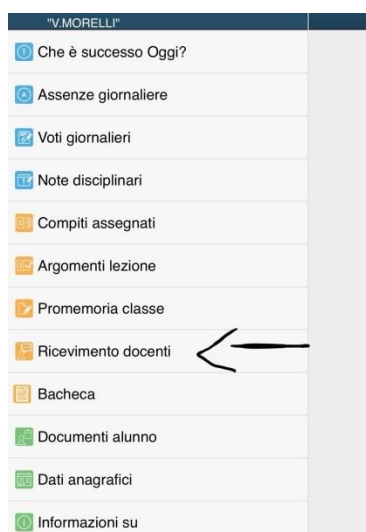 "V.MORELLI"
Che è successo Oggi?
Assenze giornaliere
Voti giornalieri
Note disciplinari
Compiti assegnati
Argomenti lezione
Promemoria classe
Ricevimento docenti
Bacheca
Documenti alunno
Dati anagrafici
Informazioni su